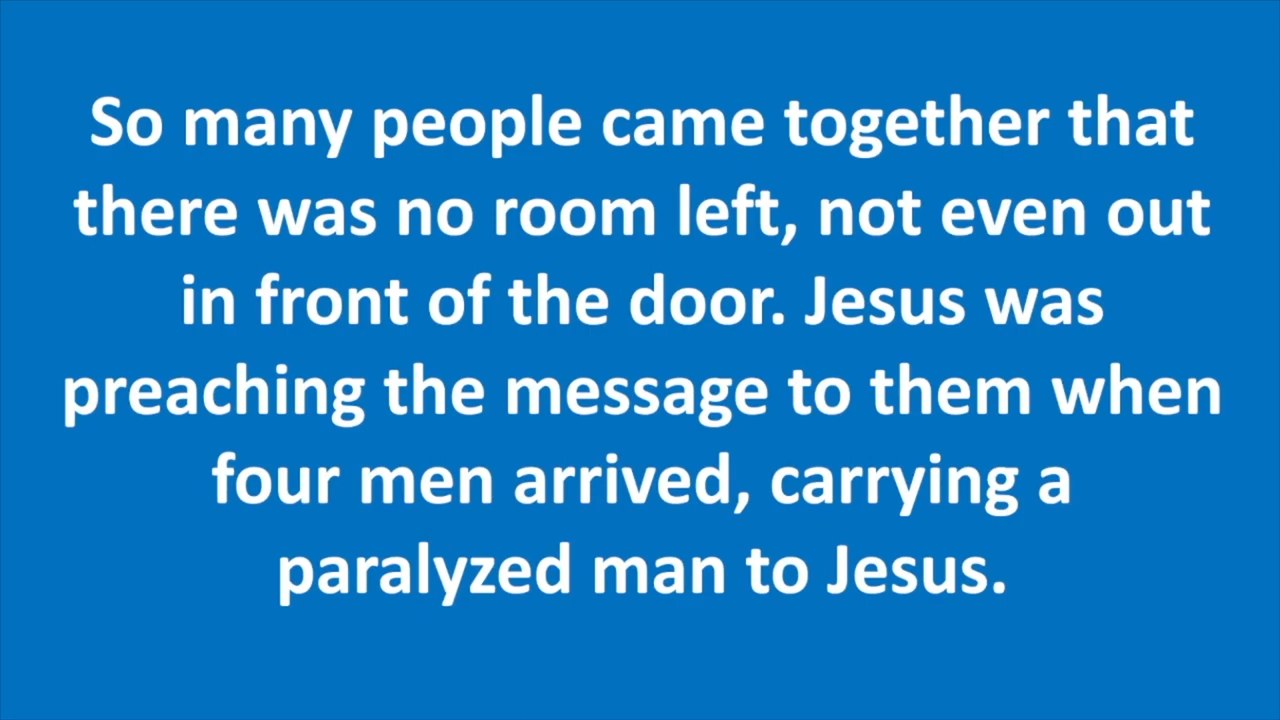 So many people came together that
there was no room left, not even out
in front of the door. Jesus was
preaching the message to them when
four men arrived, carrying a
paralyzed man to Jesus.